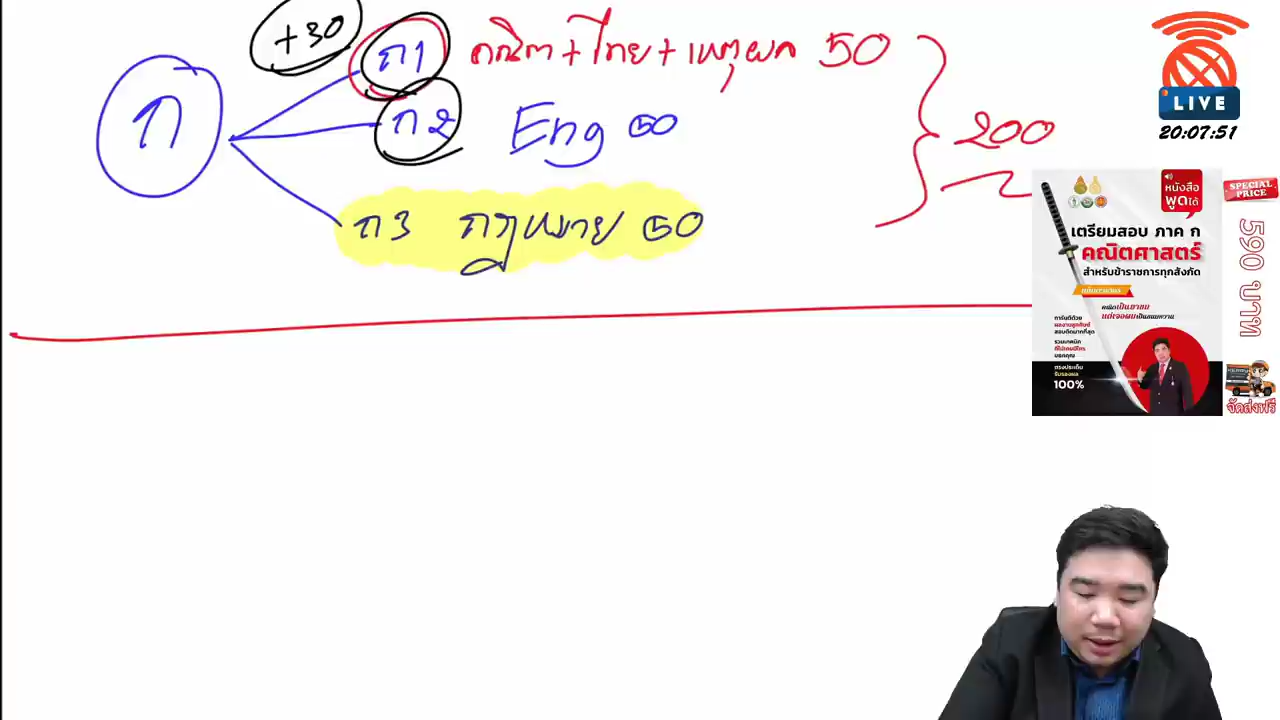 +30
ก1 คณิต+ไทย+เหตุผล 50
ก
ก2 Eng 50
200
ก3 กฎหมาย 50
LIVE
20:07:51
หนังสือ
พูดได้
เตรียมสอบ ภาค ก
คณิตศาสตร์
สำหรับข้าราชการทุกสังกัด
100%
SPECIAL
PRICE
590 บาท
จัดส่งฟรี